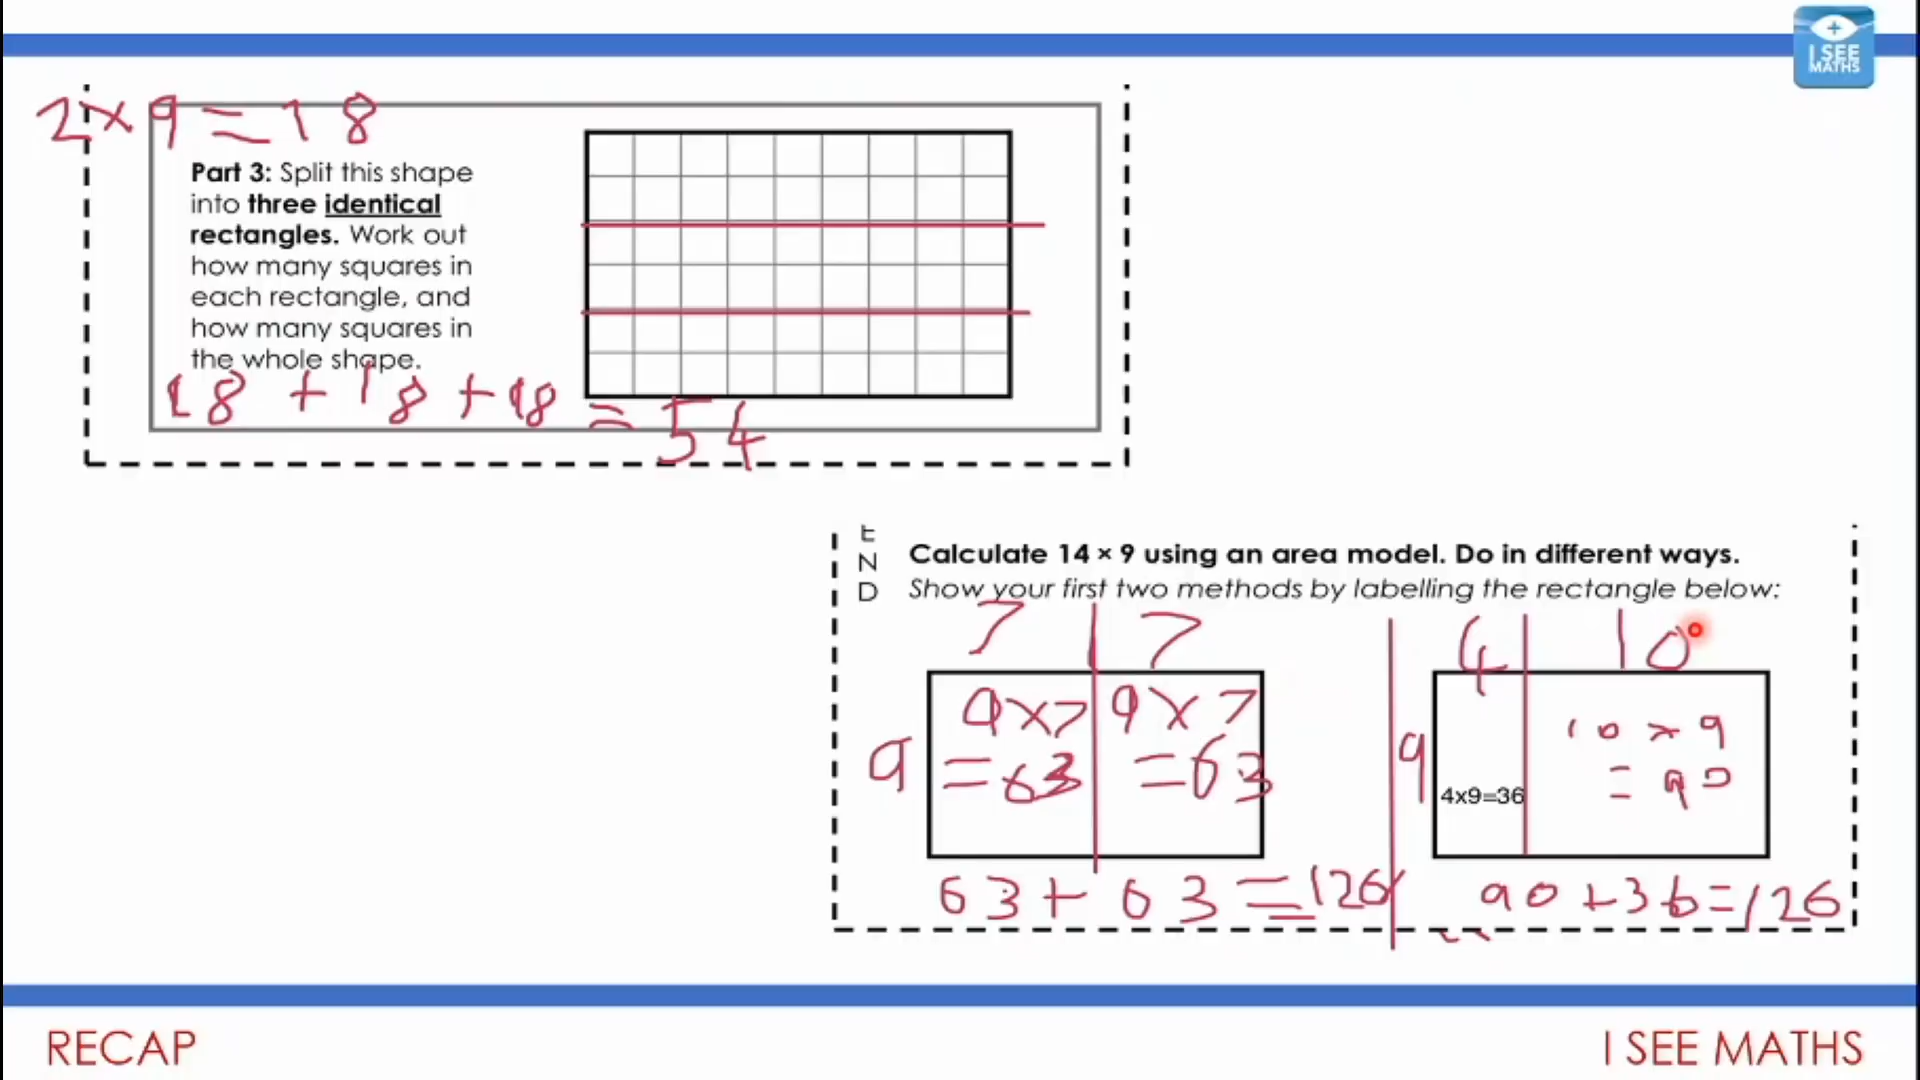 I SEE
MATHS
2×9=18
Part 3: Split this shape
into three identical
rectangles. Work out
how many squares in
each rectangle, and
how many squares in
the whole shape.
18 + 18 + 18 = 54
E
N
D
Calculate 14 × 9 using an area model. Do in different ways.
Show your first two methods by labelling the rectangle below:
7 7
9
9×7
=63
9×7
=63
63+63=126
4 10
9
4x9=36
10×9
=90
90+36=126
RECAP
I SEE MATHS